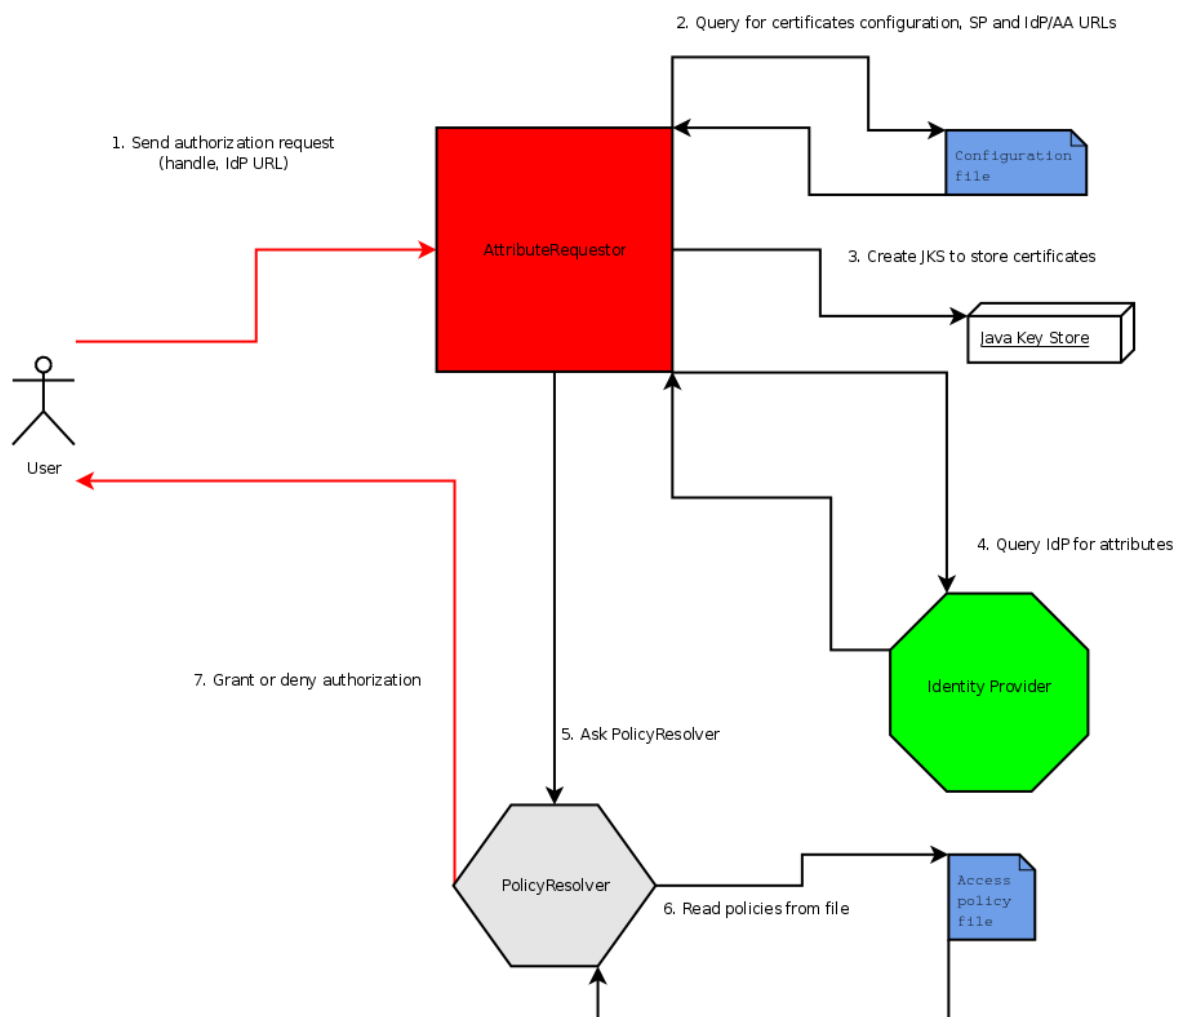 2. Query for certificates configuration, SP and IdP/AA URLs
1. Send authorization request
(handle, IdP URL)
Configuration
file
AttributeRequestor
3. Create JKS to store certificates
Java Key Store
User
4. Query IdP for attributes
7. Grant or deny authorization
Identity Provider
5. Ask PolicyResolver
PolicyResolver
Access
policy
file
6. Read policies from file